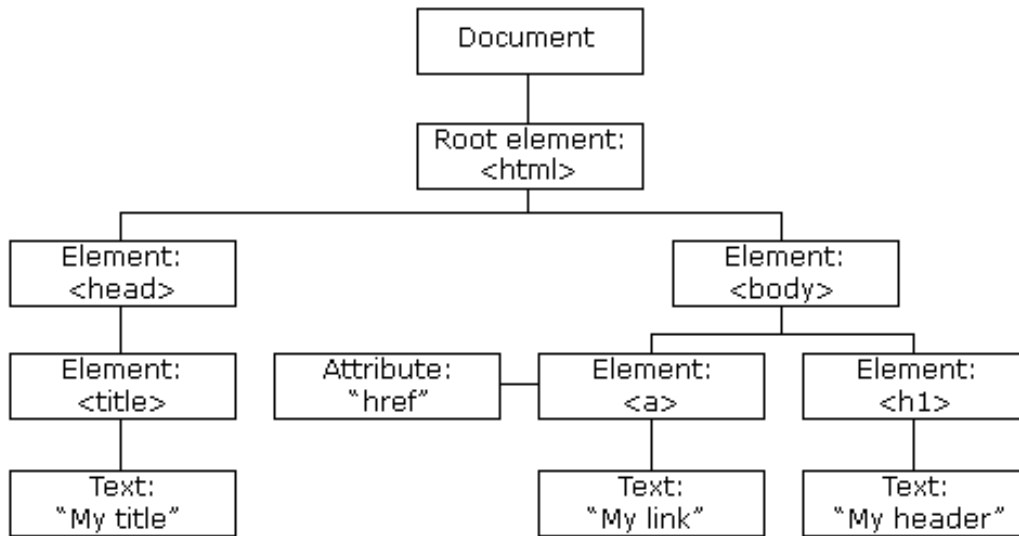 Document
Root element:
<html>
Element:
<head>
Element:
<body>
Element:
<title>
Attribute:
“href”
Element:
<a>
Element:
<h1>
Text:
“My title”
Text:
“My link”
Text:
“My header”